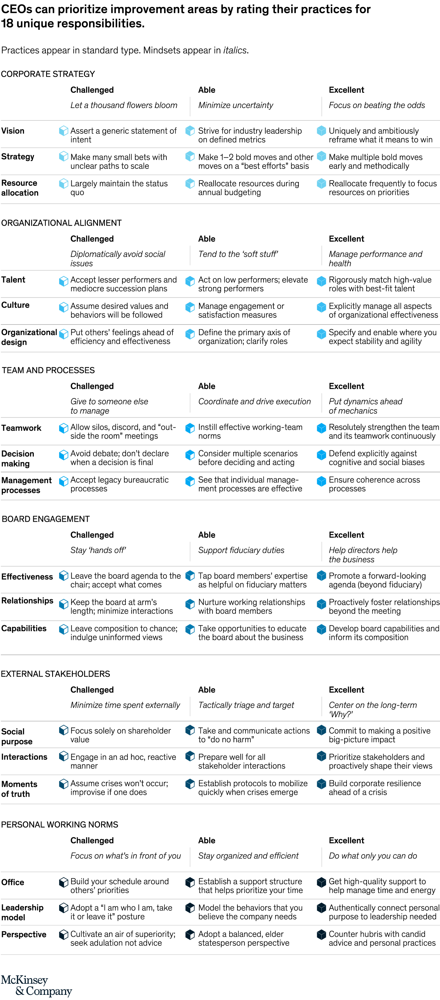 CEOs can prioritize improvement areas by rating their practices for
18 unique responsibilities.
Practices appear in standard type. Mindsets appear in italics.
CORPORATE STRATEGY
Challenged
Able
Excellent
Let a thousand flowers bloom
Minimize uncertainty
Focus on beating the odds
Vision
Assert a generic statement of
intent
Strive for industry leadership
on defined metrics
Uniquely and ambitiously
reframe what it means to win
Strategy
Make many small bets with
unclear paths to scale
Make 1–2 bold moves and other
moves on a “best efforts” basis
Make multiple bold moves
early and methodically
Resource
allocation
Largely maintain the status
quo
Reallocate resources during
annual budgeting
Reallocate frequently to focus
resources on priorities
ORGANIZATIONAL ALIGNMENT
Challenged
Able
Excellent
Diplomatically avoid social
issues
Tend to the ‘soft stuff’
Manage performance and
health
Talent
Accept lesser performers and
mediocre succession plans
Act on low performers; elevate
strong performers
Rigorously match high-value
roles with best-fit talent
Culture
Assume desired values and
behaviors will be followed
Manage engagement or
satisfaction measures
Explicitly manage all aspects
of organizational effectiveness
Organizational
design
Put others’ feelings ahead of
efficiency and effectiveness
Define the primary axis of
organization; clarify roles
Specify and enable where you
expect stability and agility
TEAM AND PROCESSES
Challenged
Able
Excellent
Give to someone else
to manage
Coordinate and drive execution
Put dynamics ahead
of mechanics
Teamwork
Allow silos, discord, and “out-
side the room” meetings
Instill effective working-team
norms
Resolutely strengthen the team
and its teamwork continuously
Decision
making
Avoid debate; don’t declare
when a decision is final
Consider multiple scenarios
before deciding and acting
Defend explicitly against
cognitive and social biases
Management
processes
Accept legacy bureaucratic
processes
See that individual manage-
ment processes are effective
Ensure coherence across
processes
BOARD ENGAGEMENT
Challenged
Able
Excellent
Stay ‘hands off’
Support fiduciary duties
Help directors help
the business
Effectiveness
Leave the board agenda to the
chair; accept what comes
Tap board members’ expertise
as helpful on fiduciary matters
Promote a forward-looking
agenda (beyond fiduciary)
Relationships
Keep the board at arm’s
length; minimize interactions
Nurture working relationships
with board members
Proactively foster relationships
beyond the meeting
Capabilities
Leave composition to chance;
indulge uninformed views
Take opportunities to educate
the board about the business
Develop board capabilities and
inform its composition
EXTERNAL STAKEHOLDERS
Challenged
Able
Excellent
Minimize time spent externally
Tactically triage and target
Center on the long-term
‘Why?’
Social
purpose
Focus solely on shareholder
value
Take and communicate actions
to “do no harm”
Commit to making a positive
big-picture impact
Interactions
Engage in an ad hoc, reactive
manner
Prepare well for all
stakeholder interactions
Prioritize stakeholders and
proactively shape their views
Moments
of truth
Assume crises won’t occur;
improvise if one does
Establish protocols to mobilize
quickly when crises emerge
Build corporate resilience
ahead of a crisis
PERSONAL WORKING NORMS
Challenged
Able
Excellent
Focus on what’s in front of you
Stay organized and efficient
Do what only you can do
Office
Build your schedule around
others’ priorities
Establish a support structure
that helps prioritize your time
Get high-quality support to
help manage time and energy
Leadership
model
Adopt a “I am who I am, take
it or leave it” posture
Model the behaviors that you
believe the company needs
Authentically connect personal
purpose to leadership needed
Perspective
Cultivate an air of superiority;
seek adulation not advice
Adopt a balanced, elder
statesperson perspective
Counter hubris with candid
advice and personal practices
McKinsey
& Company